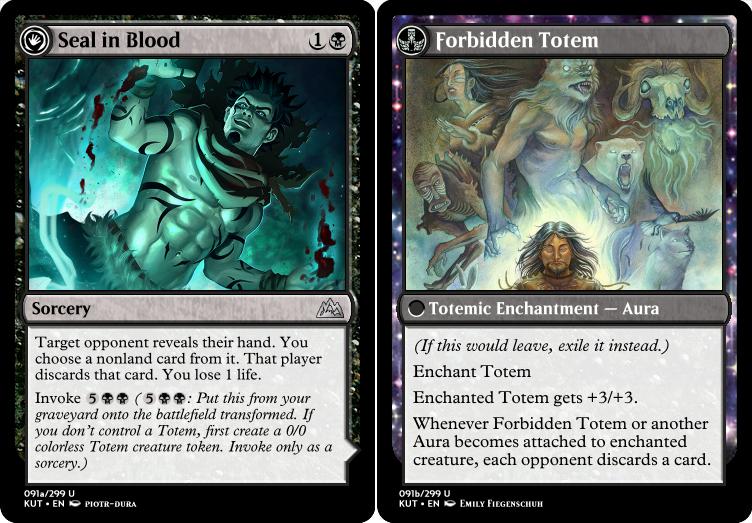 Seal in Blood 1
Sorcery
Target opponent reveals their hand. You
choose a nonland card from it. That player
discards that card. You lose 1 life.
Invoke 5 ( 5 : Put this from your
graveyard onto the battlefield transformed. If
you don't control a Totem, first create a 0/0
colorless Totem creature token. Invoke only as a
sorcery.)
091a/299 U
KUT • EN piotr-dura
Forbidden Totem
Totemic Enchantment — Aura
(If this would leave, exile it instead.)
Enchant Totem
Enchanted Totem gets +3/+3.
Whenever Forbidden Totem or another
Aura becomes attached to enchanted
creature, each opponent discards a card.
091b/299 U
KUT • EN Emily Fiegenschuh